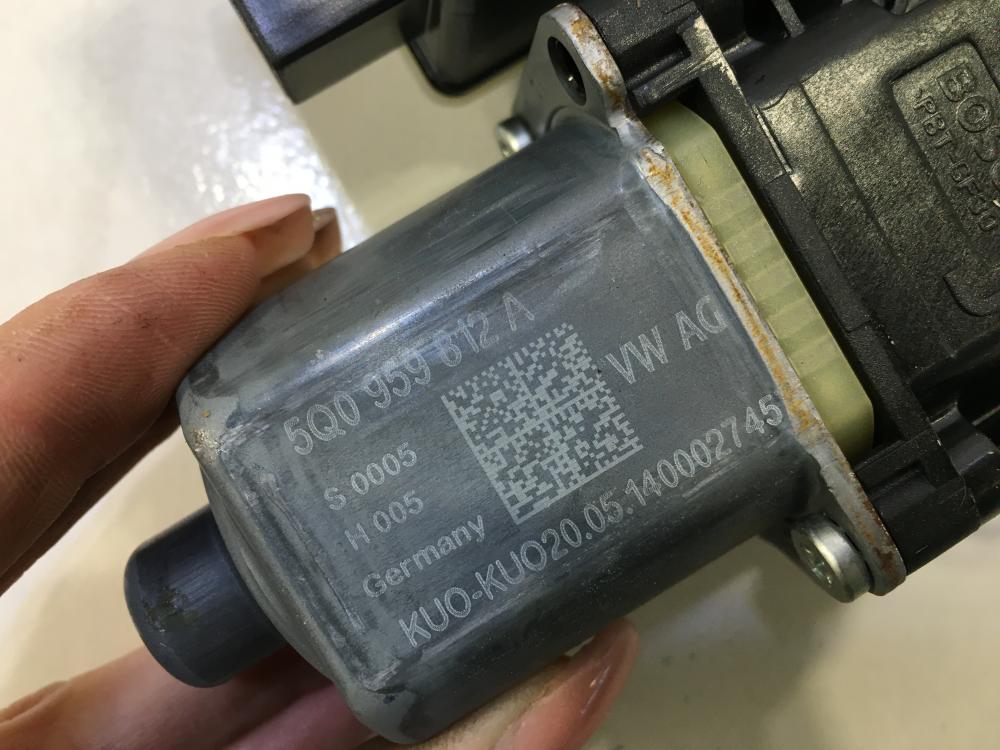 5Q0 959 812 A
VW AG
S 0005
H 005
Germany
KUO-KUO20.05.140002745